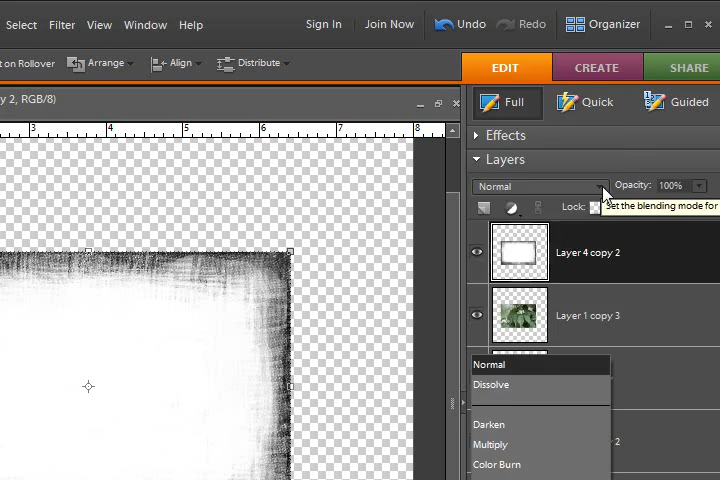 Select Filter View Window Help Sign In Join Now Undo Redo Organizer
t on Rollover Arrange Align Distribute EDIT CREATE SHARE
y 2, RGB/8) Full Quick Guided
3 4 5 6 7 8
Effects
Layers
Normal Opacity: 100%
Lock: Set the blending mode for
Layer 4 copy 2
Layer 1 copy 3
Normal
Dissolve
Darken
Multiply 2
Color Burn